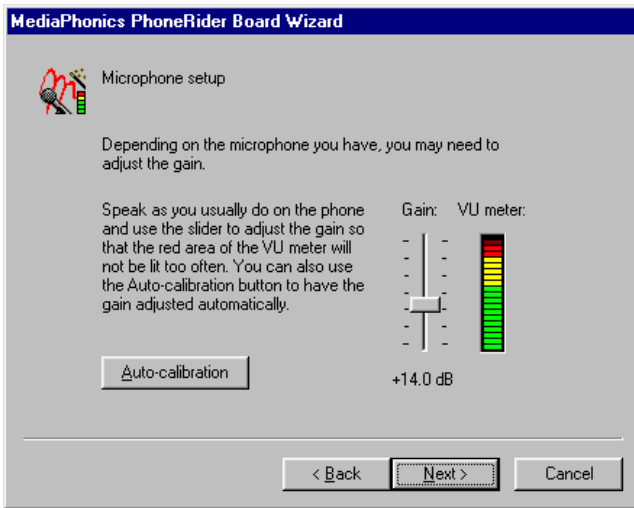 MediaPhonics PhoneRider Board Wizard
Microphone setup
Depending on the microphone you have, you may need to
adjust the gain.
Speak as you usually do on the phone
and use the slider to adjust the gain so
that the red area of the VU meter will
not be lit too often. You can also use
the Auto-calibration button to have the
gain adjusted automatically.
Gain: VU meter:
Auto-calibration
+14.0 dB
< Back Next > Cancel